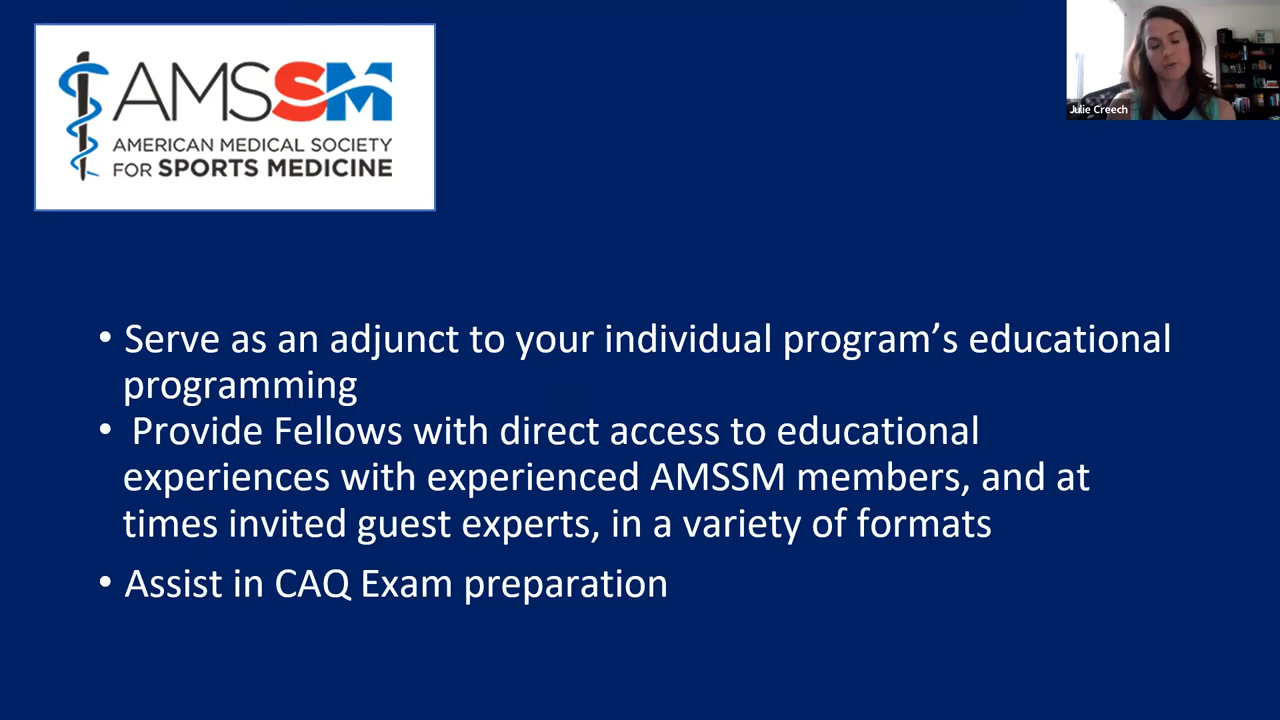 AMSSM
AMERICAN MEDICAL SOCIETY
FOR SPORTS MEDICINE
Julie Creech
• Serve as an adjunct to your individual program’s educational
programming
• Provide Fellows with direct access to educational
experiences with experienced AMSSM members, and at
times invited guest experts, in a variety of formats
• Assist in CAQ Exam preparation